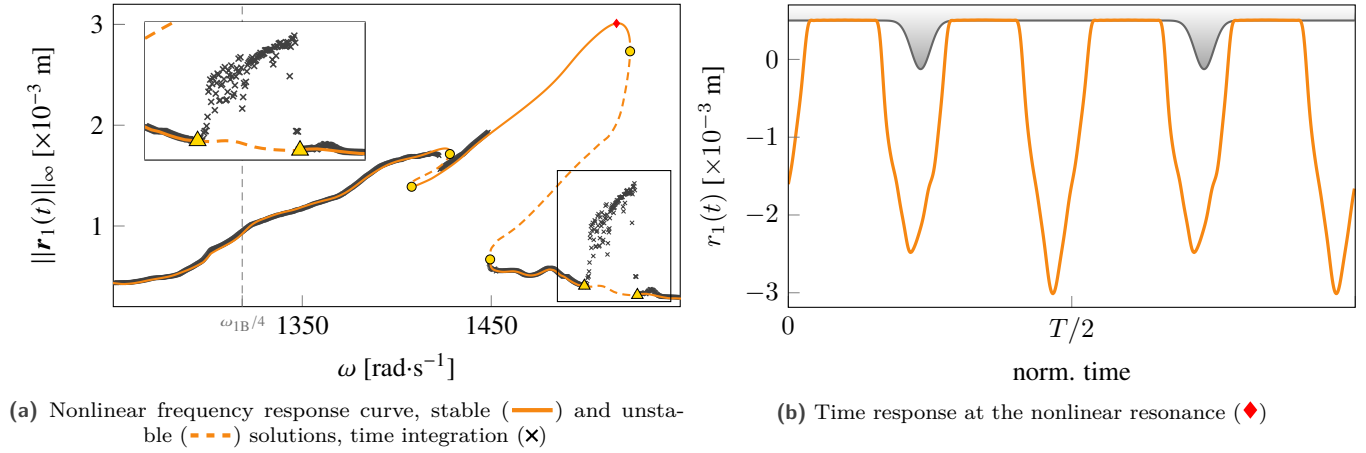 3
2
1
||r₁(t)||∞ [×10⁻³ m]
ω₁B/4
1350
1450
ω [rad·s⁻¹]
(a) Nonlinear frequency response curve, stable (—) and unsta-
ble (- - -) solutions, time integration (×)
0
−1
−2
−3
r₁(t) [×10⁻³ m]
0
T/2
norm. time
(b) Time response at the nonlinear resonance (♦)